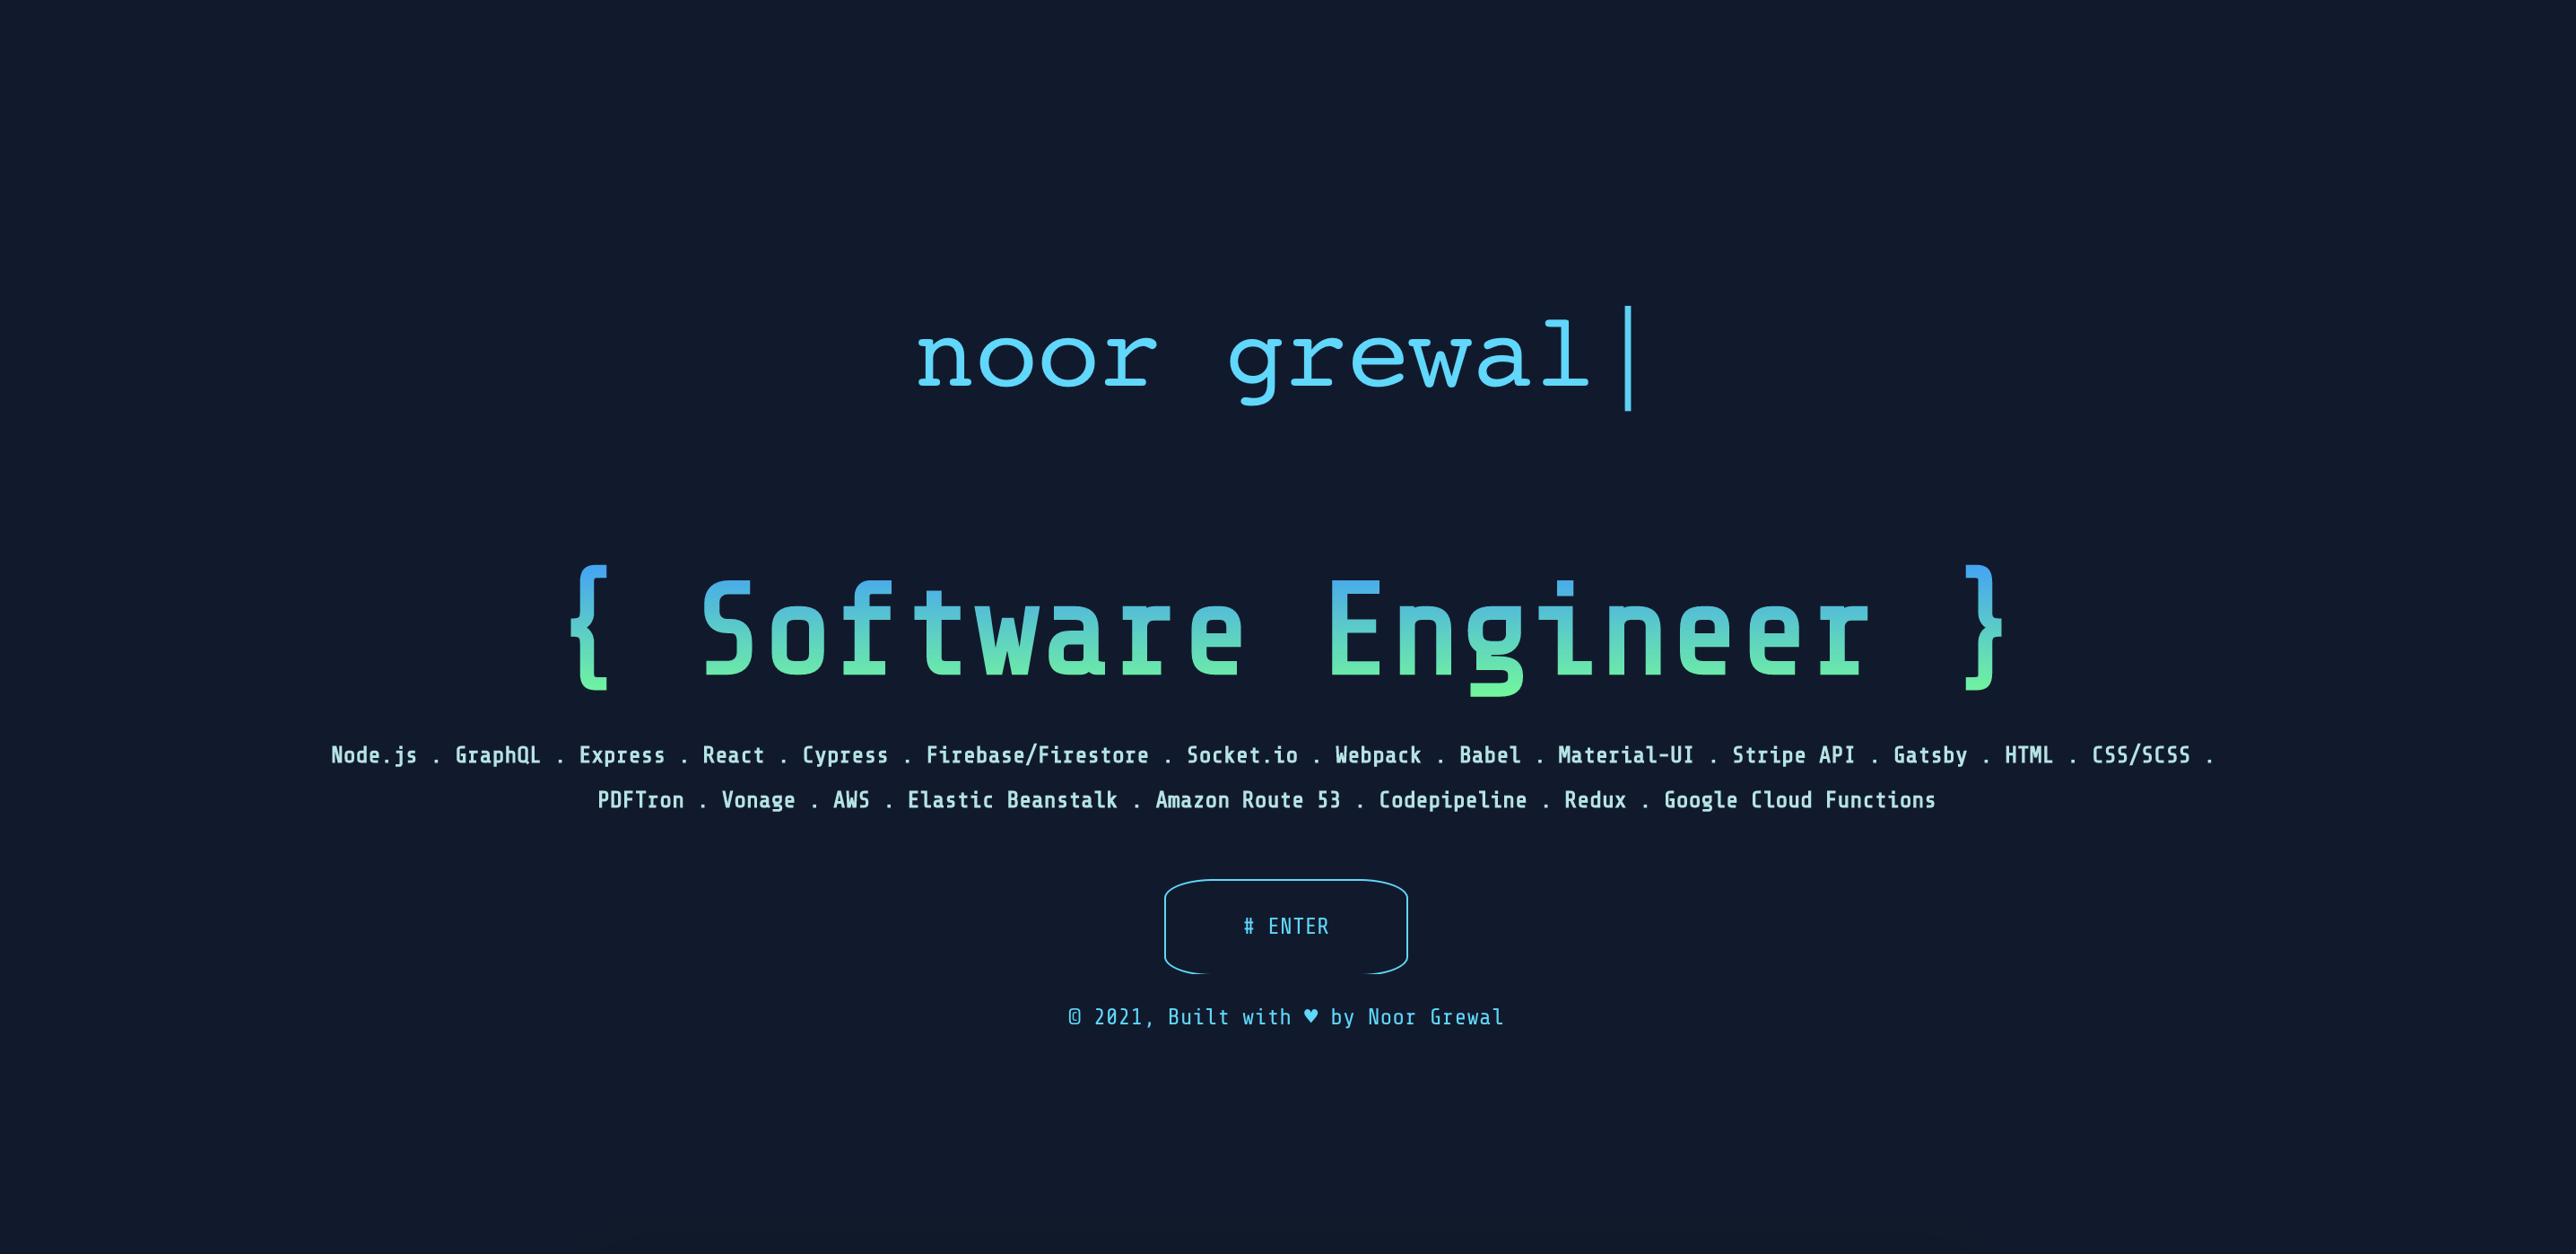 noor grewal|
{ Software Engineer }
Node.js . GraphQL . Express . React . Cypress . Firebase/Firestore . Socket.io . Webpack . Babel . Material-UI . Stripe API . Gatsby . HTML . CSS/SCSS .
PDFTron . Vonage . AWS . Elastic Beanstalk . Amazon Route 53 . Codepipeline . Redux . Google Cloud Functions
# ENTER
© 2021, Built with ♥ by Noor Grewal